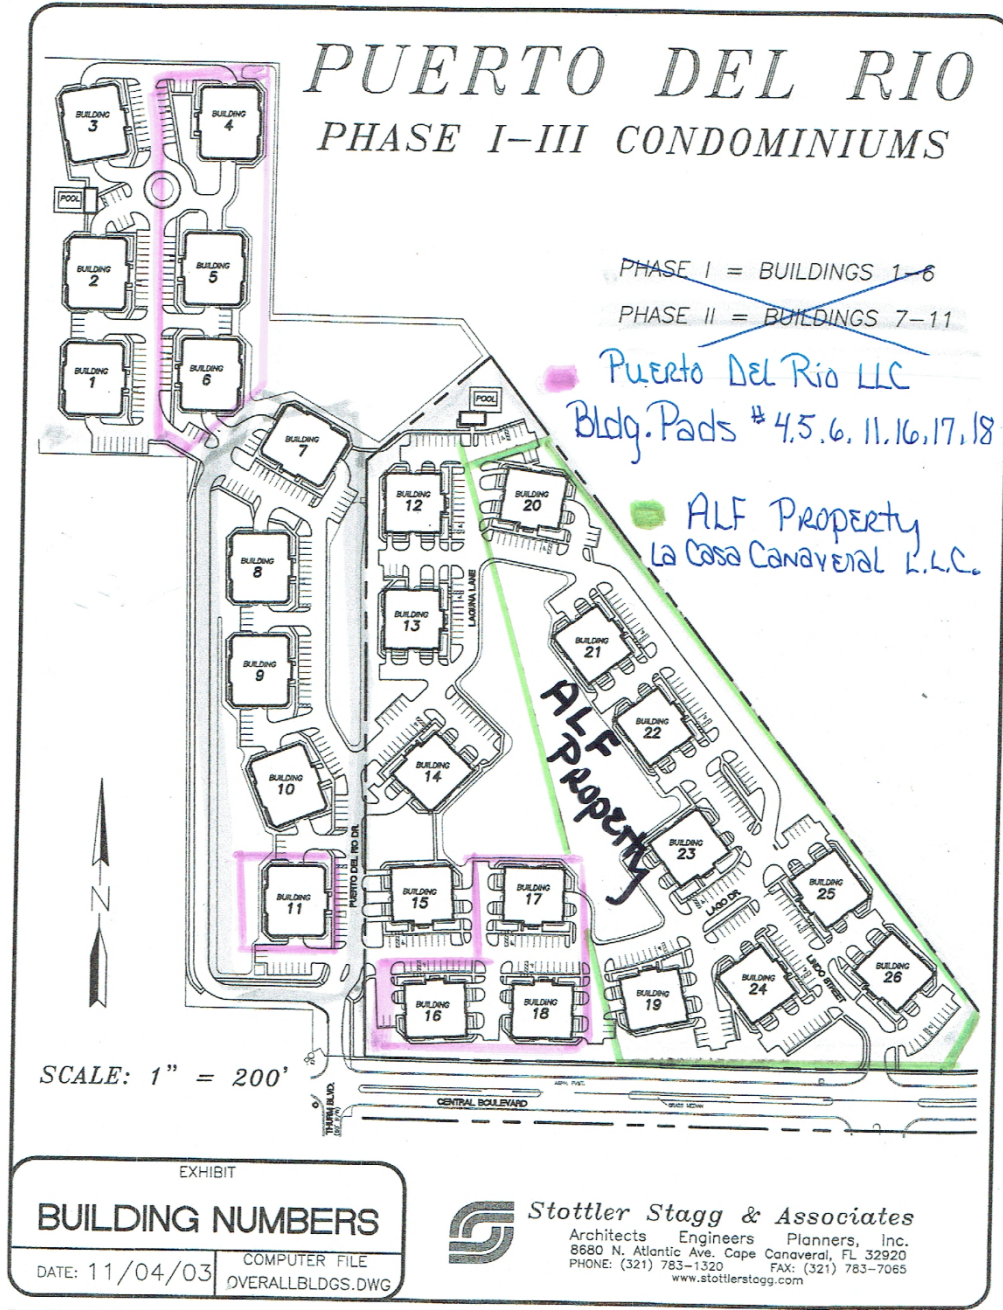 PUERTO DEL RIO
PHASE I-III CONDOMINIUMS
PHASE I = BUILDINGS 1-6
PHASE II = BUILDINGS 7-11
Puerto Del Rio LLC
Bldg. Pads # 4,5,6,11,16,17,18
ALF Property
La Casa Canaveral L.L.C.
BUILDING 3
BUILDING 4
POOL
BUILDING 2
BUILDING 5
BUILDING 1
BUILDING 6
POOL
BUILDING 7
BUILDING 12
BUILDING 20
BUILDING 8
LAGUNA LANE
BUILDING 13
BUILDING 21
BUILDING 9
BUILDING 22
ALF
Property
BUILDING 14
BUILDING 10
BUILDING 23
PUERTO DEL RIO DR.
BUILDING 11
BUILDING 15
BUILDING 17
LAGO DR
BUILDING 25
N
BUILDING 16
BUILDING 18
BUILDING 19
BUILDING 24
LINDO STREET
BUILDING 26
SCALE: 1" = 200'
CENTRAL BOULEVARD
GRASS MEDIAN
THURM BLVD.
EXHIBIT
BUILDING NUMBERS
DATE: 11/04/03
COMPUTER FILE
OVERALLBLDGS.DWG
Stottler Stagg & Associates
Architects Engineers Planners, Inc.
8680 N. Atlantic Ave. Cape Canaveral, FL 32920
PHONE: (321) 783-1320 FAX: (321) 783-7065
www.stottlerstagg.com